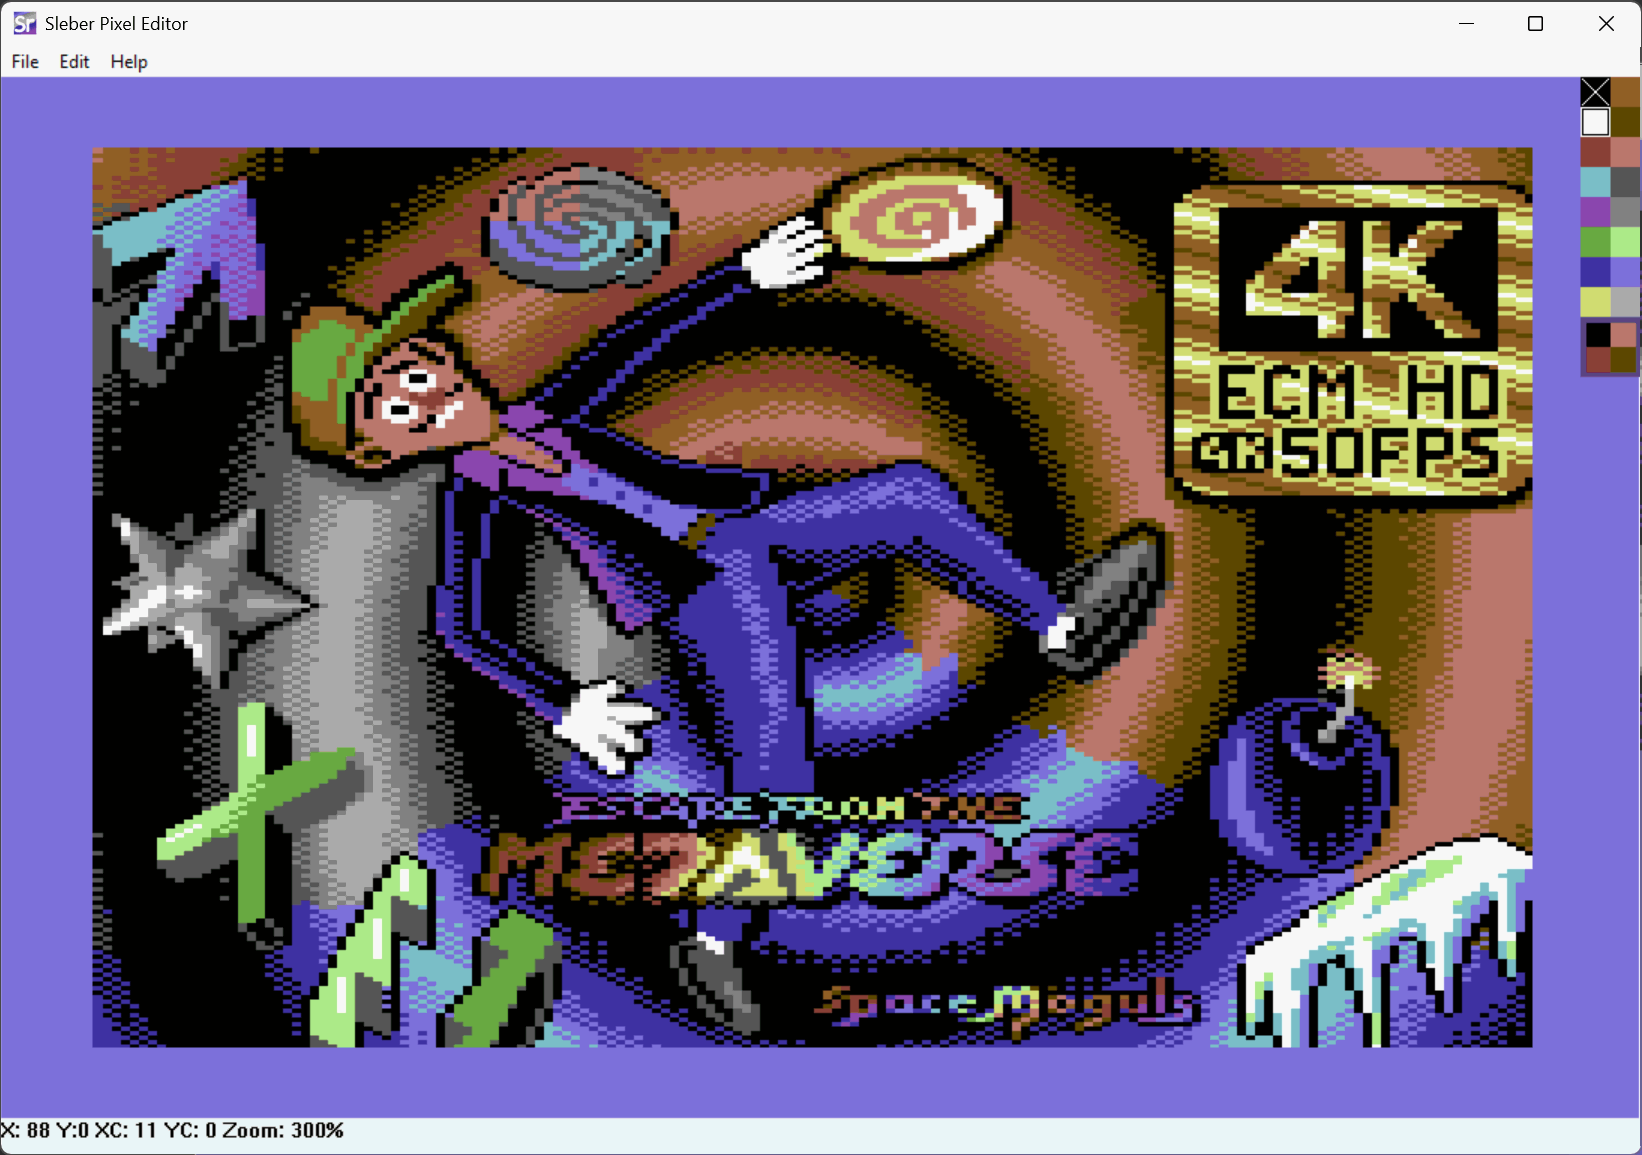 Sleber Pixel Editor
File Edit Help
4K
ECM HD
4K50FPS
ESCAPE FROM THE
METAVERSE
SpaceMoguls
X: 88 Y:0 XC: 11 YC: 0 Zoom: 300%